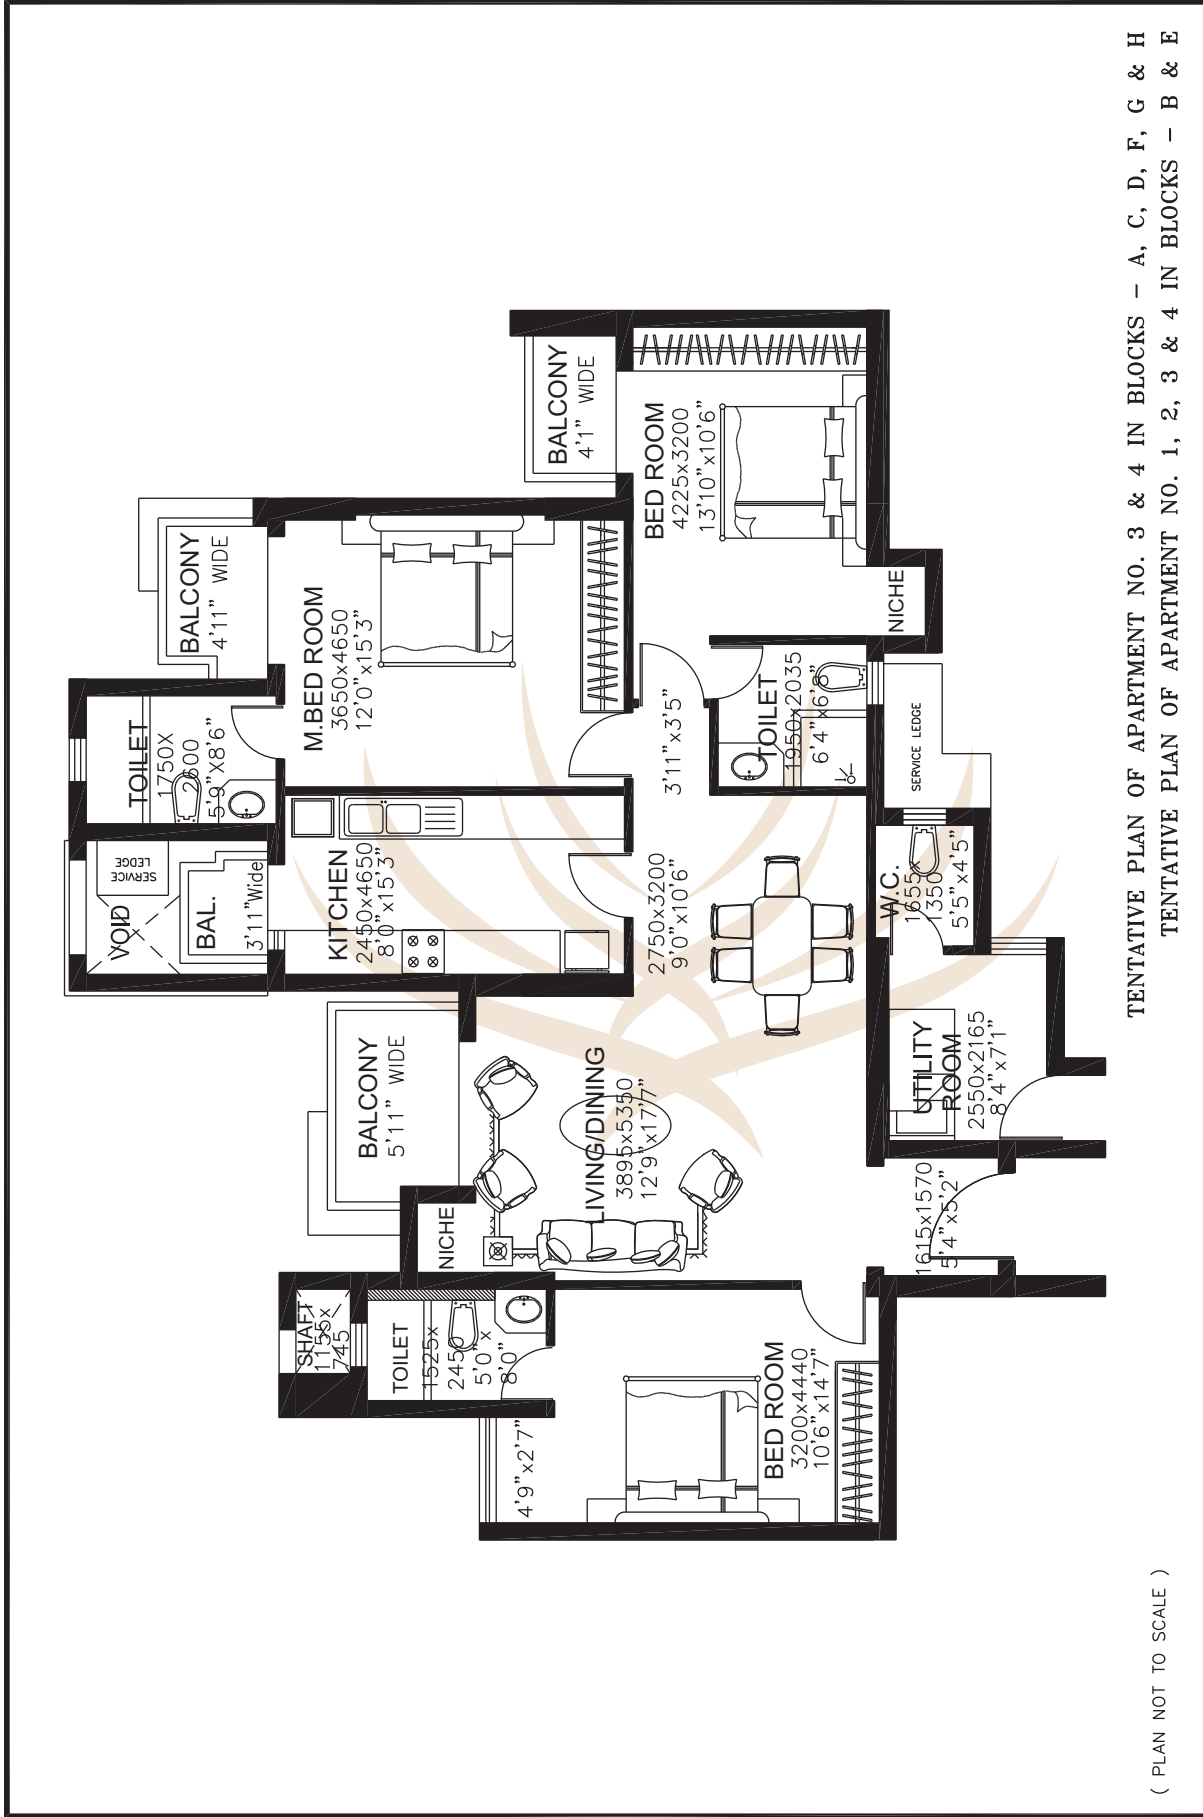 SHAFT
1155x
745
TOILET
1525x
2450
5'0"x
8'0"
4'9"x2'7"
BED ROOM
3200x4440
10'6"x14'7"
NICHE
BALCONY
5'11" WIDE
LIVING/DINING
3895x5350
12'9"x17'7"
1615x1570
5'4"x5'2"
VOID
SERVICE
LEDGE
BAL.
3'11"Wide
KITCHEN
2450x4650
8'0"x15'3"
2750x3200
9'0"x10'6"
UTILITY
ROOM
2550x2165
8'4"x7'1"
W.C.
1655x
1350
5'5"x4'5"
TOILET
1750X
2600
5'9"X8'6"
BALCONY
4'11" WIDE
M.BED ROOM
3650x4650
12'0"x15'3"
3'11"x3'5"
TOILET
1950x2035
6'4"x6'8"
SERVICE LEDGE
BALCONY
4'1" WIDE
BED ROOM
4225x3200
13'10"x10'6"
NICHE
TENTATIVE PLAN OF APARTMENT NO. 3 & 4 IN BLOCKS – A, C, D, F, G & H
TENTATIVE PLAN OF APARTMENT NO. 1, 2, 3 & 4 IN BLOCKS – B & E
( PLAN NOT TO SCALE )